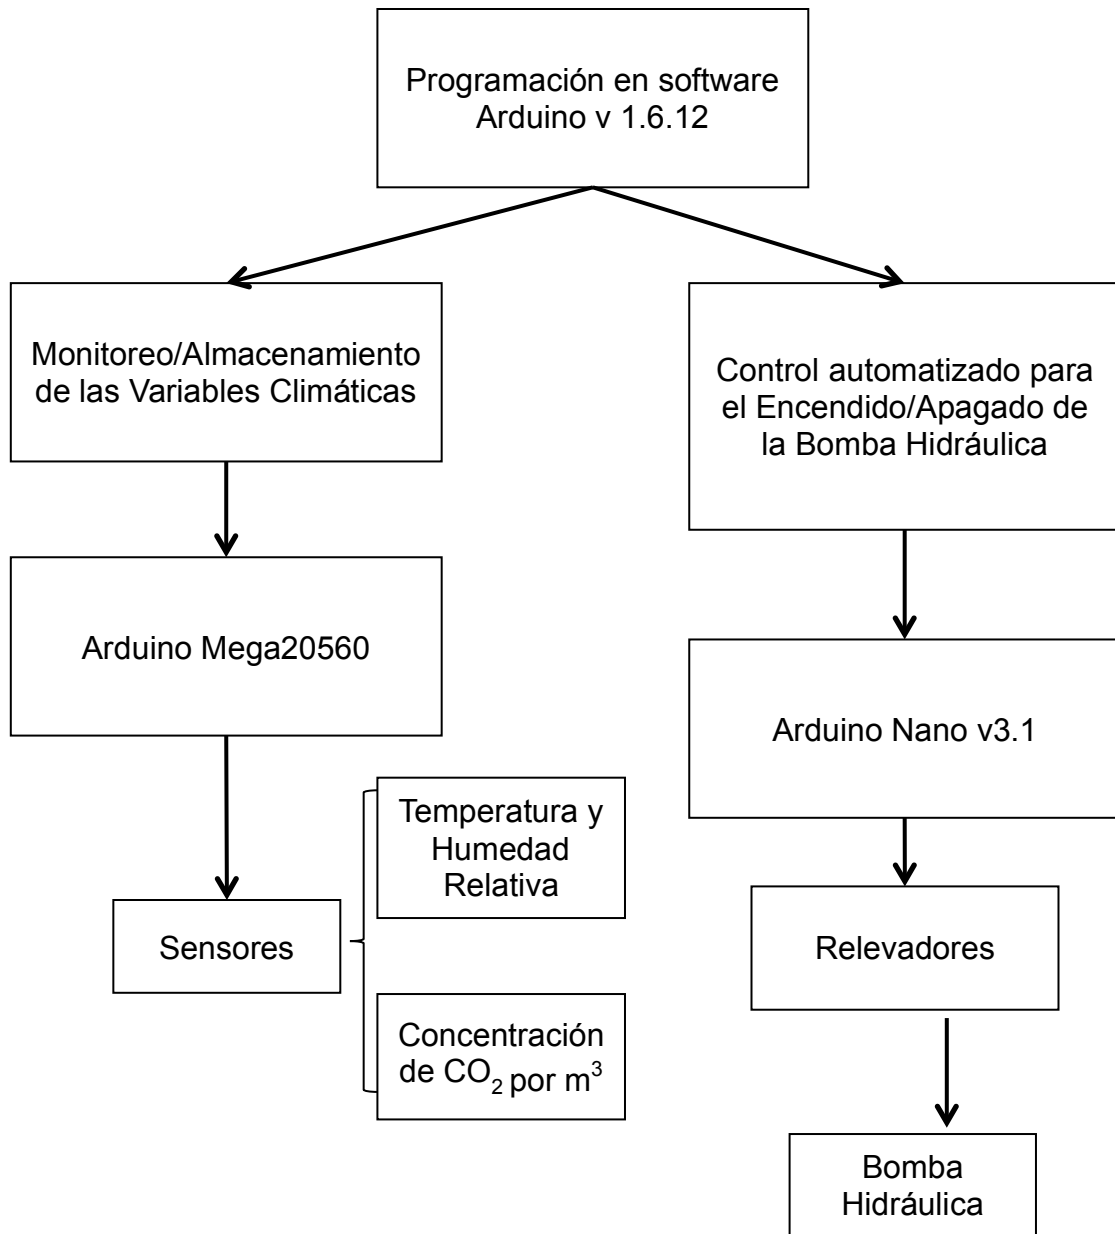 Programación en software
Arduino v 1.6.12
Monitoreo/Almacenamiento
de las Variables Climáticas
Control automatizado para
el Encendido/Apagado de
la Bomba Hidráulica
Arduino Mega20560
Arduino Nano v3.1
Temperatura y
Humedad
Relativa
Sensores
Relevadores
Concentración
de CO₂ por m³
Bomba
Hidráulica